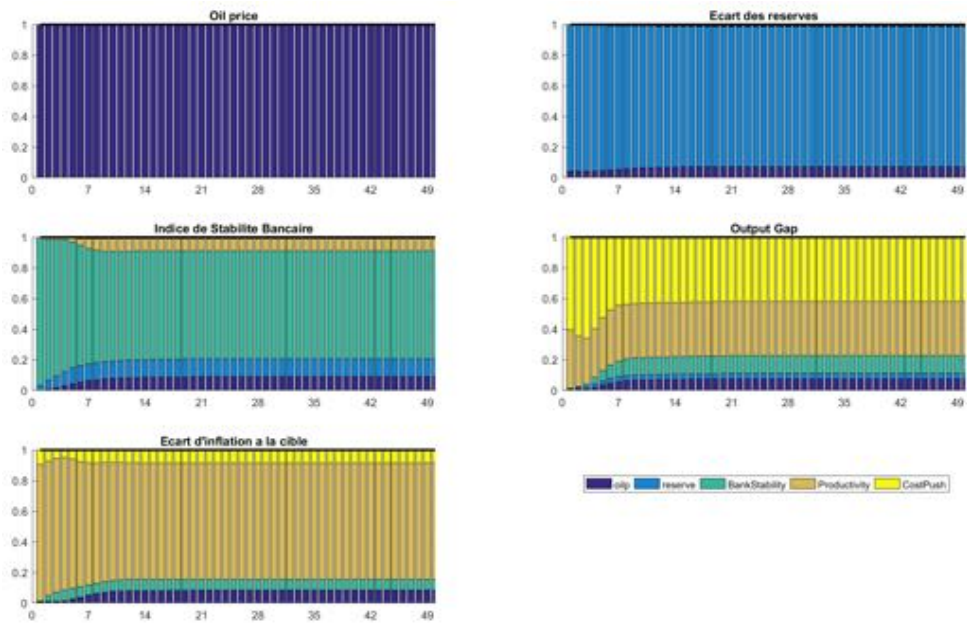 Oil price
1
0.8
0.6
0.4
0.2
0
0 7 14 21 28 35 42 49
Ecart des reserves
1
0.8
0.6
0.4
0.2
0
0 7 14 21 28 35 42 49
Indice de Stabilite Bancaire
1
0.8
0.6
0.4
0.2
0
0 7 14 21 28 35 42 49
Output Gap
1
0.8
0.6
0.4
0.2
0
0 7 14 21 28 35 42 49
Ecart d'inflation a la cible
1
0.8
0.6
0.4
0.2
0
0 7 14 21 28 35 42 49
oilp reserve BankStability Productivity CostPush